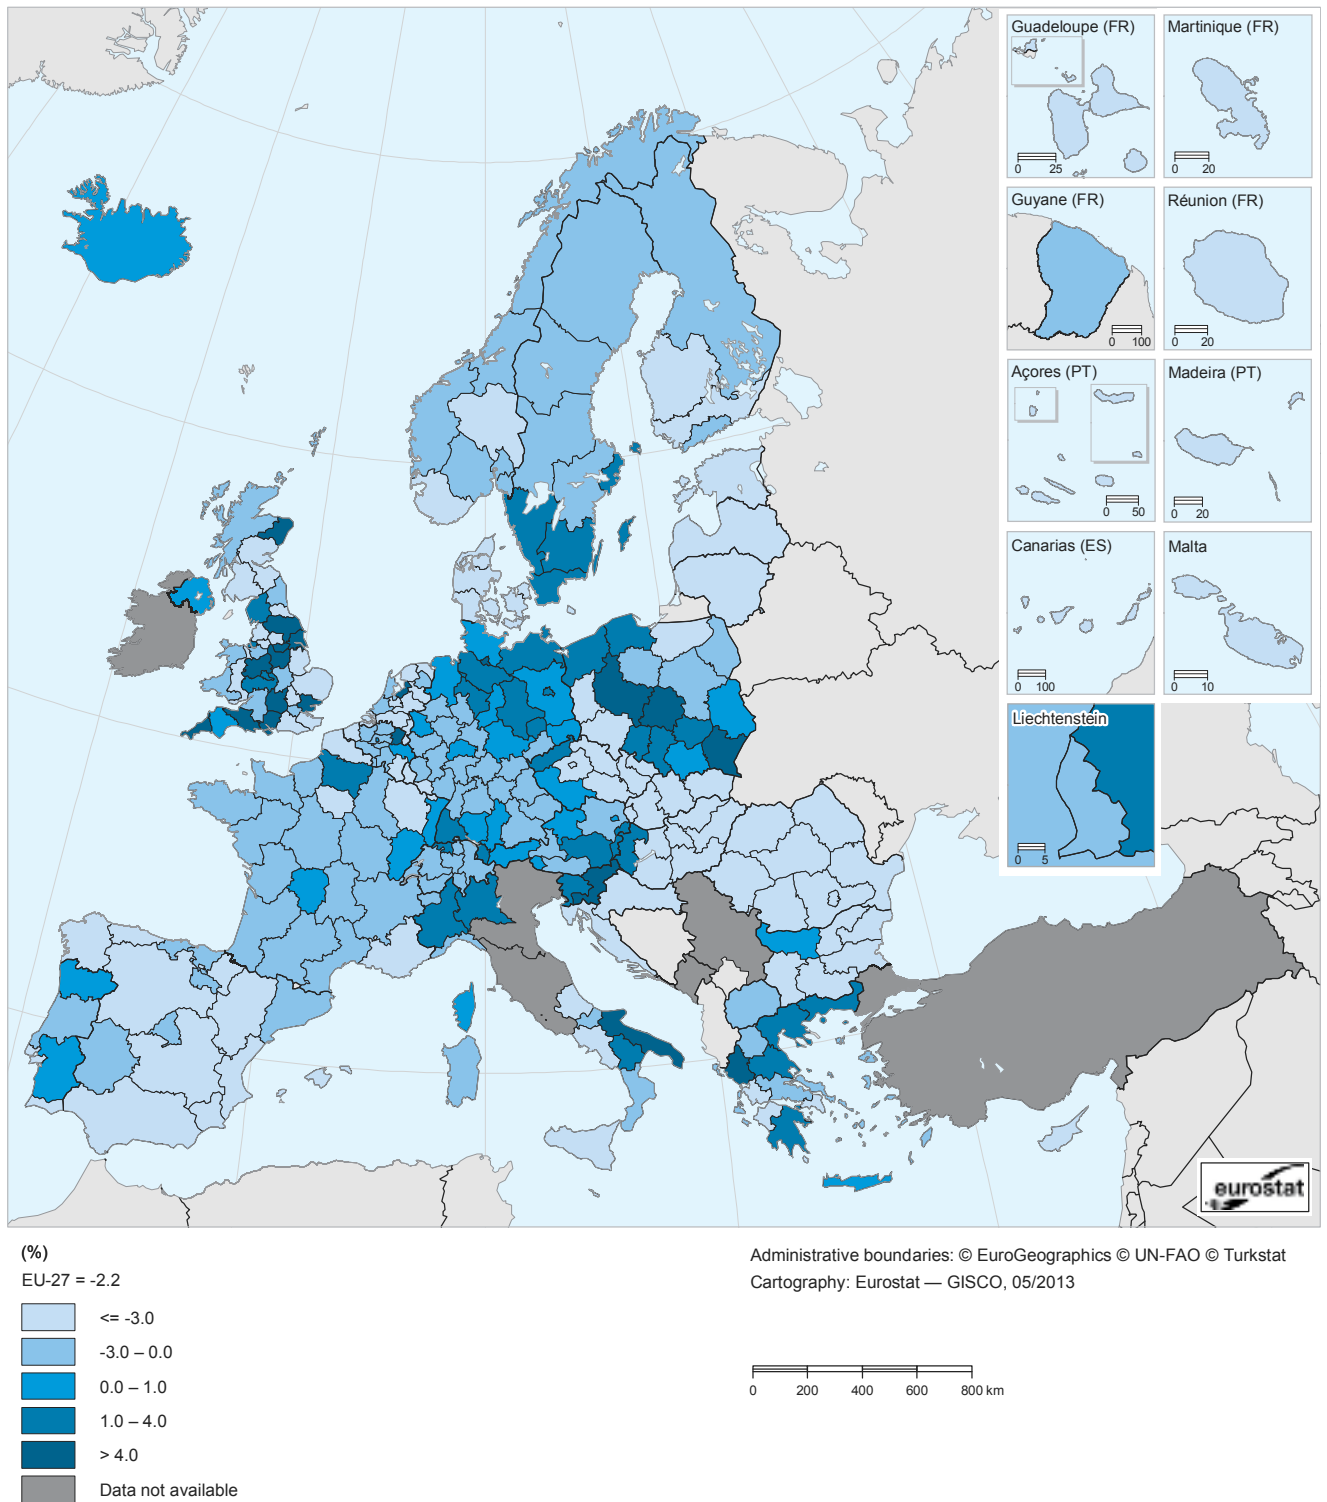 Guadeloupe (FR)
0 25
Martinique (FR)
0 20
Guyane (FR)
0 100
Réunion (FR)
0 20
Açores (PT)
0 50
Madeira (PT)
0 20
Canarias (ES)
0 100
Malta
0 10
Liechtenstein
0 5
eurostat
(%)
EU-27 = -2.2
<= -3.0
-3.0 – 0.0
0.0 – 1.0
1.0 – 4.0
> 4.0
Data not available
Administrative boundaries: © EuroGeographics © UN-FAO © Turkstat
Cartography: Eurostat — GISCO, 05/2013
0 200 400 600 800 km